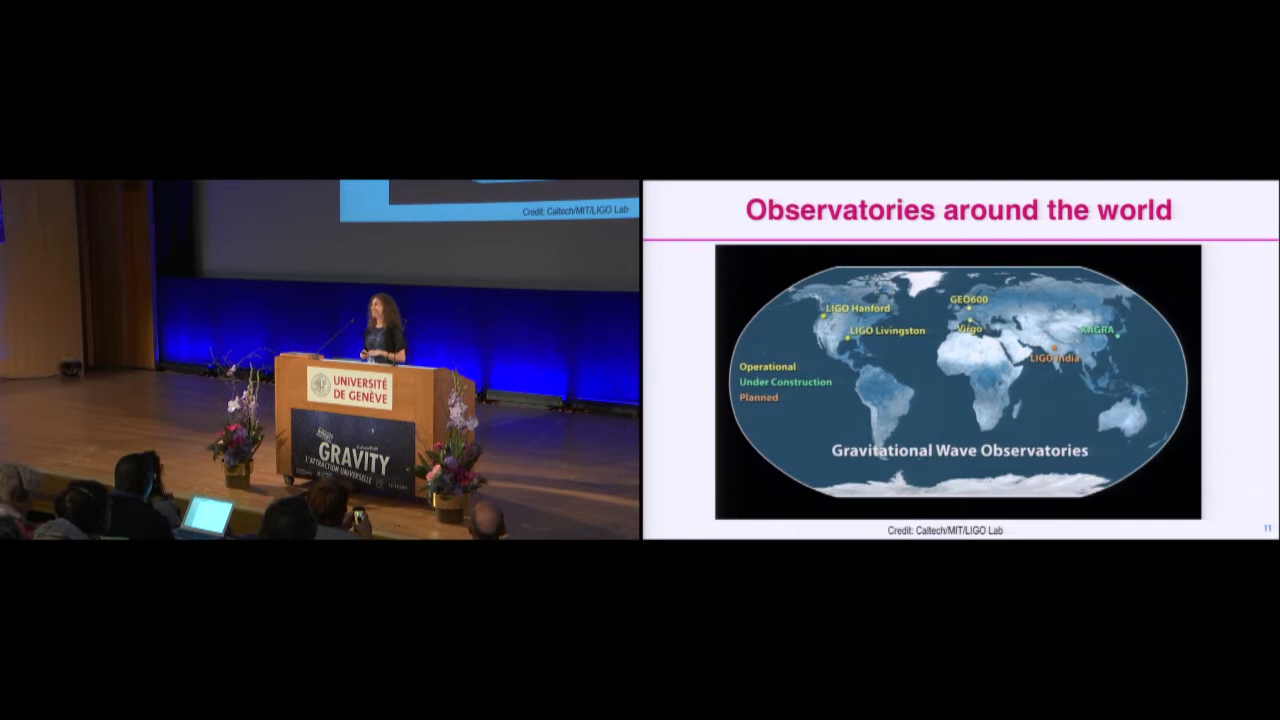 Credit: Caltech/MIT/LIGO Lab
UNIVERSITÉ
DE GENÈVE
GRAVITY
L'ATTRACTION UNIVERSELLE
Observatories around the world
GEO600
LIGO Hanford
Virgo
LIGO Livingston
KAGRA
LIGO India
Operational
Under Construction
Planned
Gravitational Wave Observatories
Credit: Caltech/MIT/LIGO Lab
11